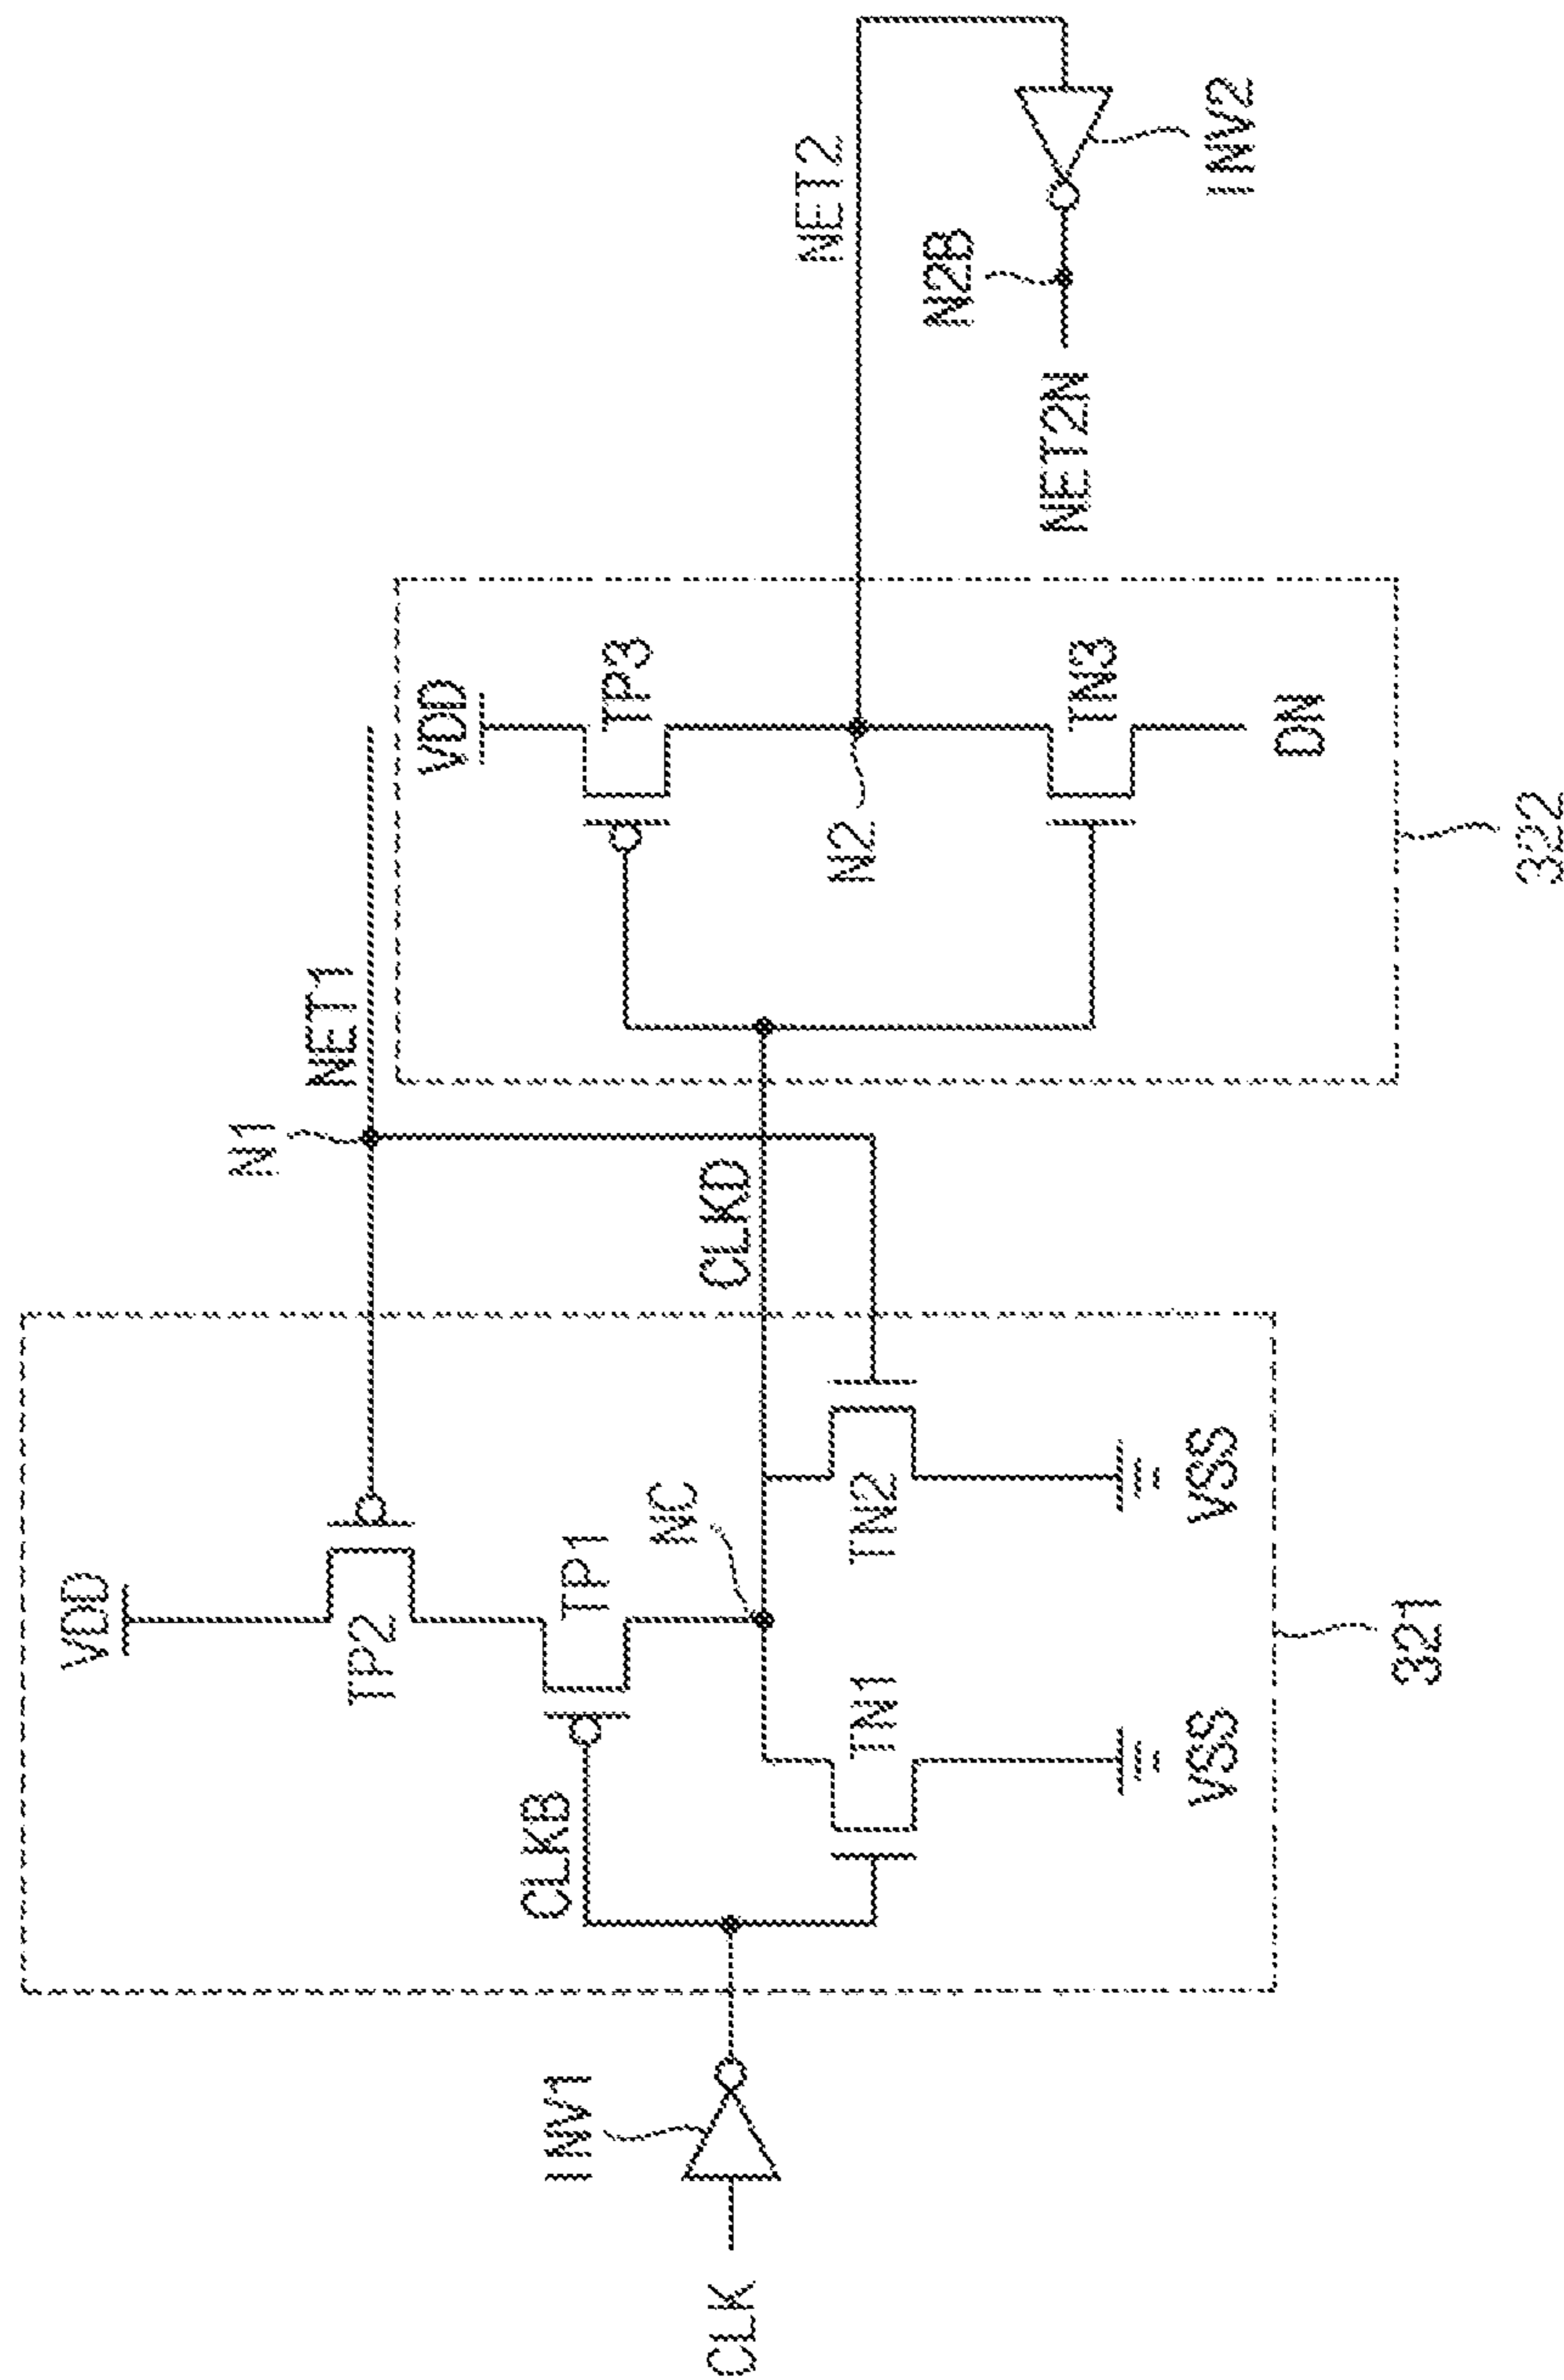 CLK
INV1
CLKB
VDD
TP2
TP1
TN1
VSS
NC
TN2
VSS
321
N1
NET1
CLKD
VDD
TP3
N2
TN3
DN
322
NET2
N2B
NET2N
INV2